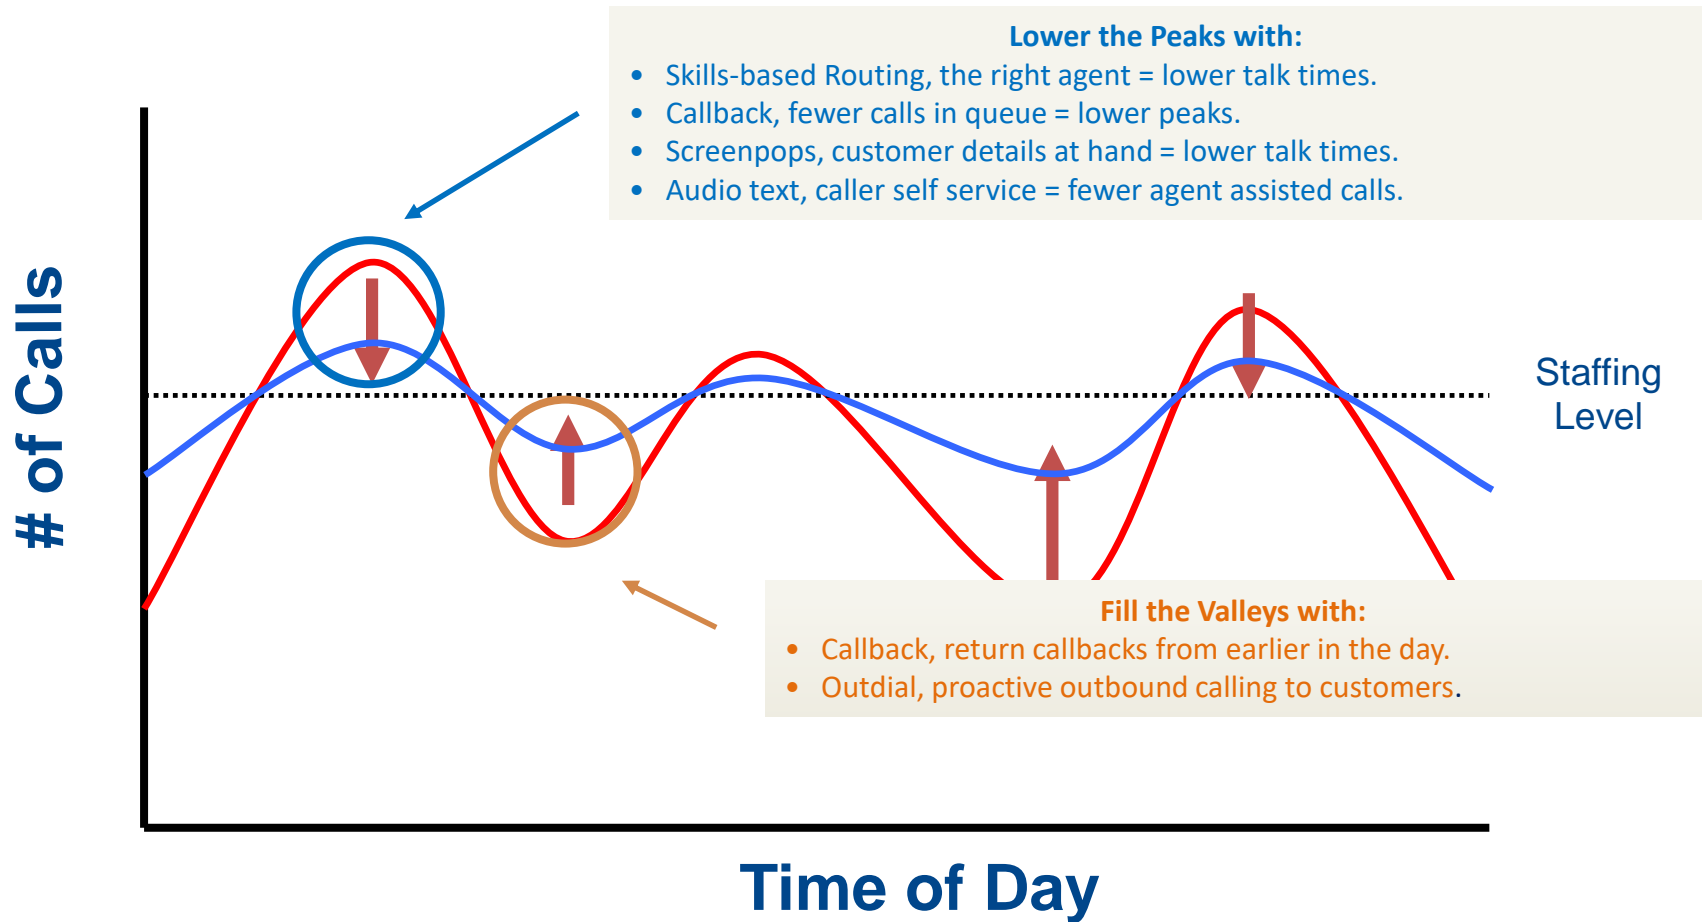 Lower the Peaks with:
• Skills-based Routing, the right agent = lower talk times.
• Callback, fewer calls in queue = lower peaks.
• Screenpops, customer details at hand = lower talk times.
• Audio text, caller self service = fewer agent assisted calls.
# of Calls
Staffing
Level
Fill the Valleys with:
• Callback, return callbacks from earlier in the day.
• Outdial, proactive outbound calling to customers.
Time of Day